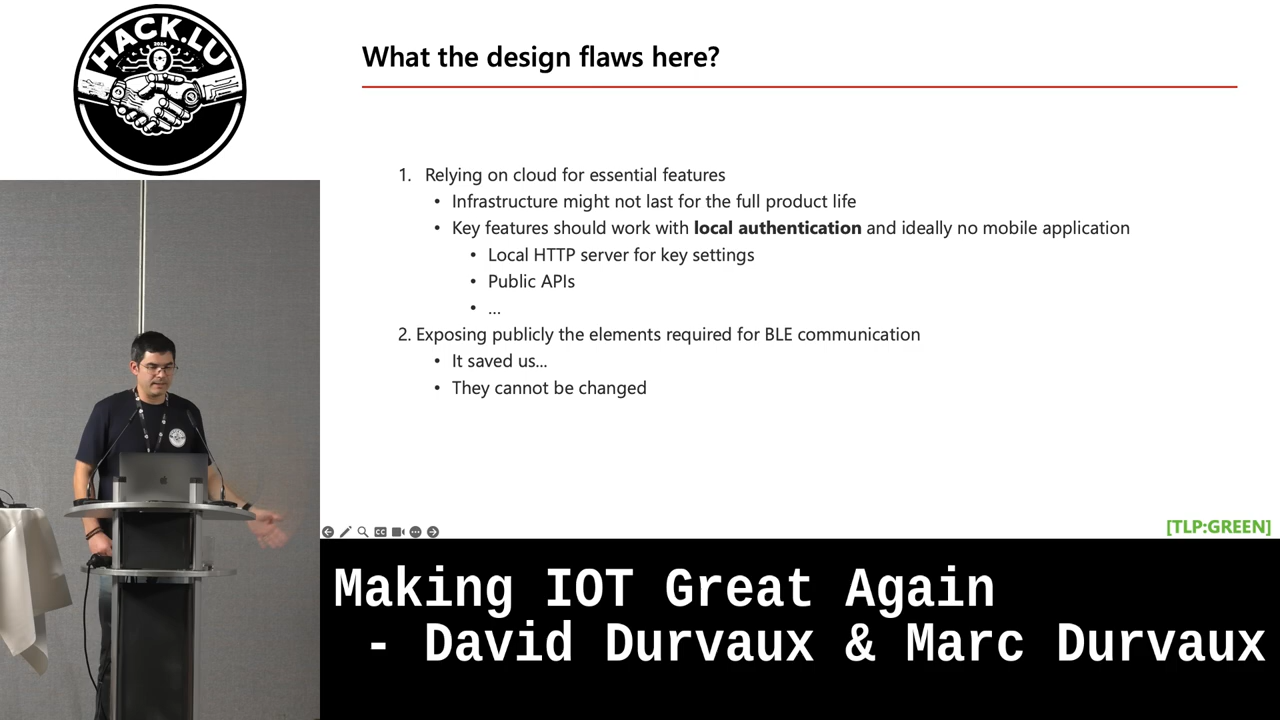 HACK.LU
2024
What the design flaws here?
1. Relying on cloud for essential features
• Infrastructure might not last for the full product life
• Key features should work with local authentication and ideally no mobile application
• Local HTTP server for key settings
• Public APIs
• ...
2. Exposing publicly the elements required for BLE communication
• It saved us...
• They cannot be changed
CC
[TLP:GREEN]
Making IOT Great Again
- David Durvaux & Marc Durvaux